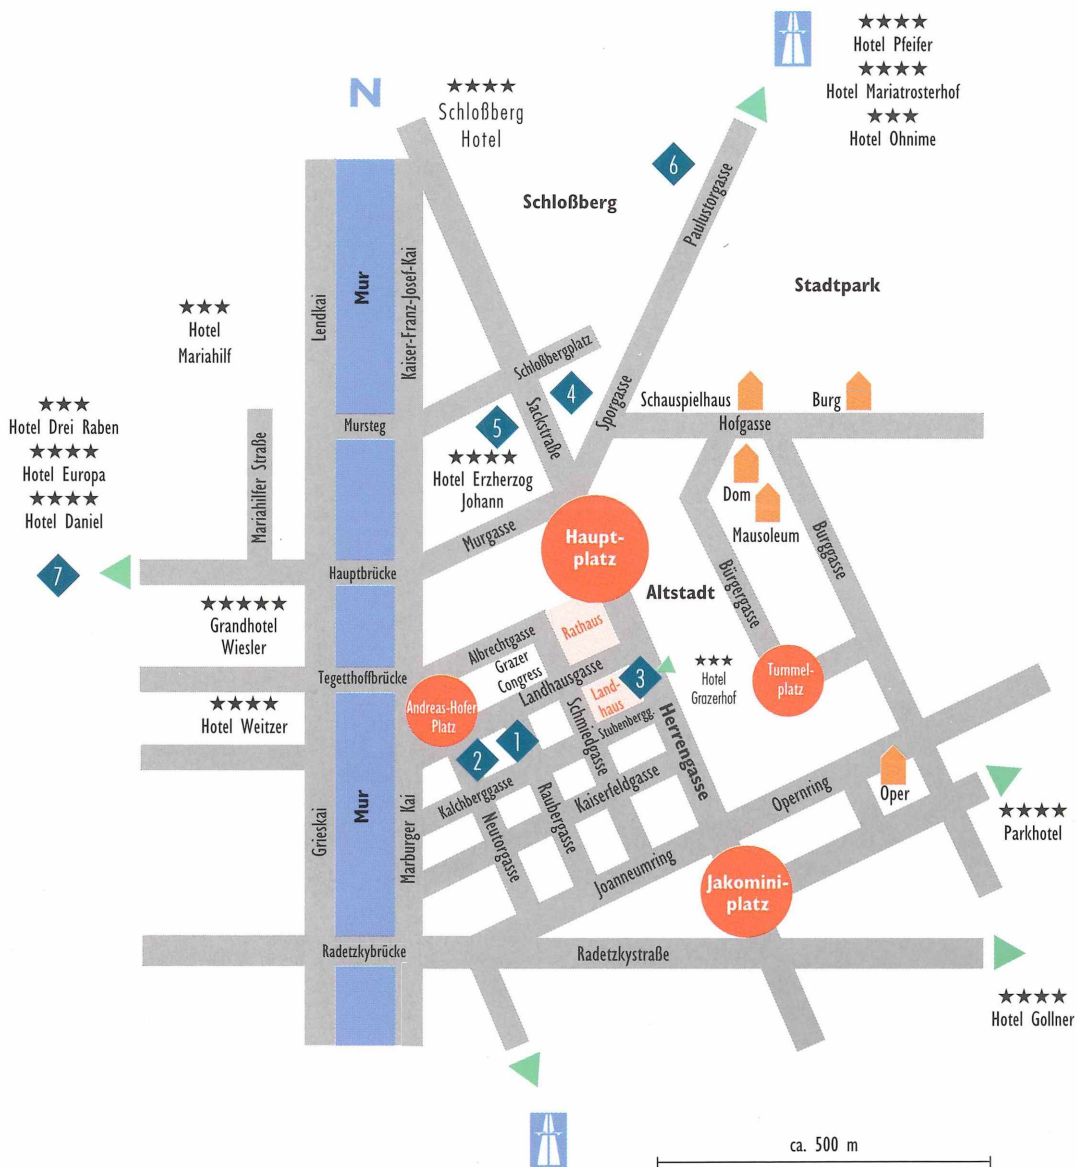 ★★★★
Hotel Pfeifer
★★★★
Hotel Mariatrosterhof
★★★
Hotel Ohnime
N
★★★★
Schloßberg
Hotel
6
Schloßberg
Paulustorgasse
Stadtpark
Mur
Lendkai
Kaiser-Franz-Josef-Kai
★★★
Hotel
Mariahilf
Schloßbergplatz
4
Sackstraße
Sporgasse
Schauspielhaus
Burg
Hofgasse
★★★
Hotel Drei Raben
★★★★
Hotel Europa
★★★★
Hotel Daniel
Mariahilfer Straße
Mursteg
5
★★★★
Hotel Erzherzog
Johann
Dom
Mausoleum
Burggasse
Murgasse
Haupt-
platz
7
Hauptbrücke
Altstadt
Bürgergasse
★★★★★
Grandhotel
Wiesler
Albrechtgasse
Rathaus
Grazer
Congress
Landhausgasse
Tegetthoffbrücke
Andreas-Hofer
Platz
Land-
haus
3
★★★
Hotel
Grazerhof
Tummel-
platz
★★★★
Hotel Weitzer
1
2
Schmiedgasse
Stubenbergg.
Herrengasse
Kalchberggasse
Kaiserfeldgasse
Raubergasse
Neutorgasse
Opernring
Oper
Mur
Grieskai
Marburger Kai
Joanneumring
Jakomini-
platz
★★★★
Parkhotel
Radetzkybrücke
Radetzkystraße
★★★★
Hotel Gollner
ca. 500 m